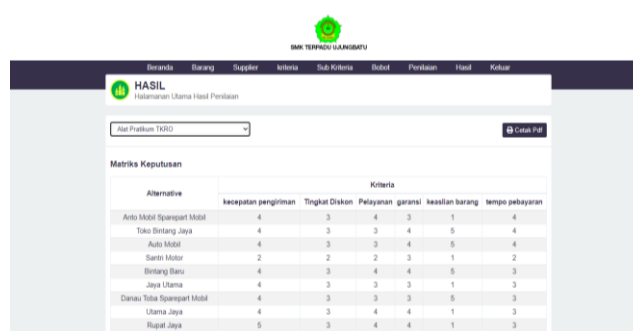 SMK TERPADU UJUNGBATU
Beranda Barang Supplier kriteria Sub Kriteria Bobot Penilaian Hasil Keluar
HASIL
Halamanan Utama Hasil Penilaian
Alat Pratikum TKRO
Cetak Pdf
Matriks Keputusan
Alternative Kriteria
kecepatan pengiriman Tingkat Diskon Pelayanan garansi keaslian barang tempo pebayaran
Anto Mobil Sparepart Mobil 4 3 4 3 1 4
Toko Bintang Jaya 4 3 3 4 5 4
Auto Mobil 4 3 3 4 5 4
Santri Motor 2 2 2 3 1 2
Bintang Baru 4 3 4 4 5 3
Jaya Utama 4 3 3 3 1 3
Danau Toba Sparepart Mobil 4 3 3 3 5 3
Utama Jaya 4 3 4 4 1 3
Rupat Jaya 5 3 4 4 1 3